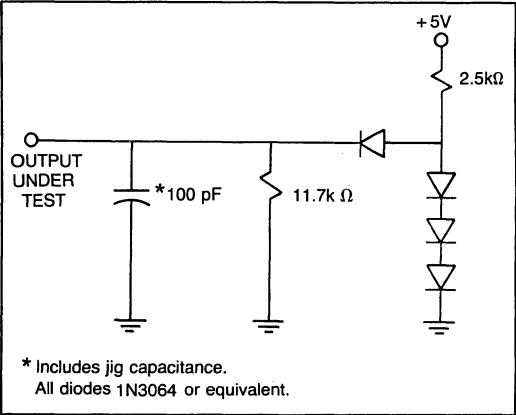 +5V
2.5kΩ
OUTPUT
UNDER
TEST
*100 pF
11.7k Ω
* Includes jig capacitance.
All diodes 1N3064 or equivalent.